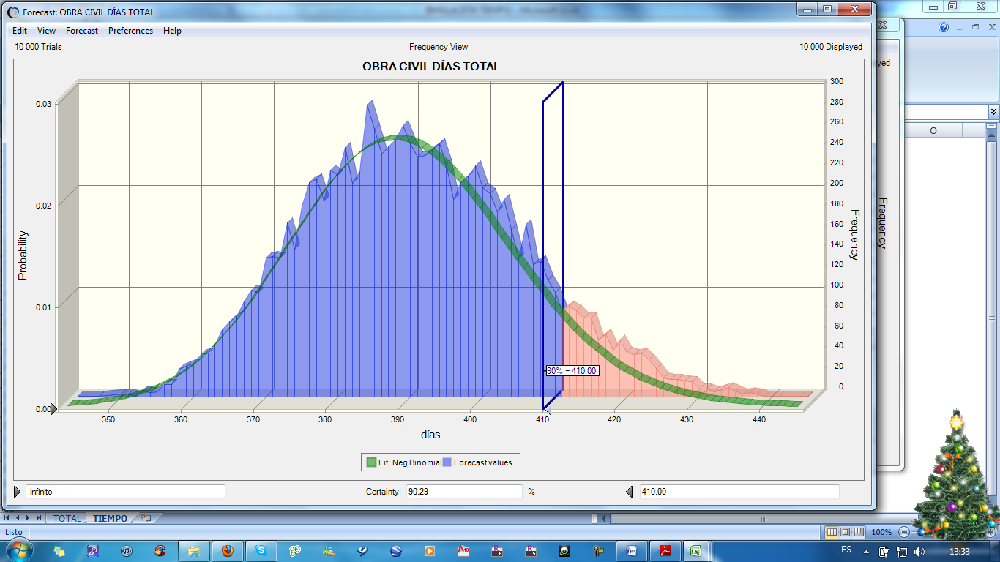 Forecast: OBRA CIVIL DÍAS TOTAL
Edit View Forecast Preferences Help
10 000 Trials Frequency View 10 000 Displayed
yed
OBRA CIVIL DÍAS TOTAL
300
0.03 280
260
240
220
0.02 200
180
160
140
120
0.01 100
80
60
40
20
0.00 0
Probability
Frequency
Frequency
O
90% = 410.00
350 360 370 380 390 400 410 420 430 440
días
Fit: Neg Binomial Forecast values
-Infinito Certainty: 90.29 % 410.00
TOTAL TIEMPO
Listo 100%
ES 13:33